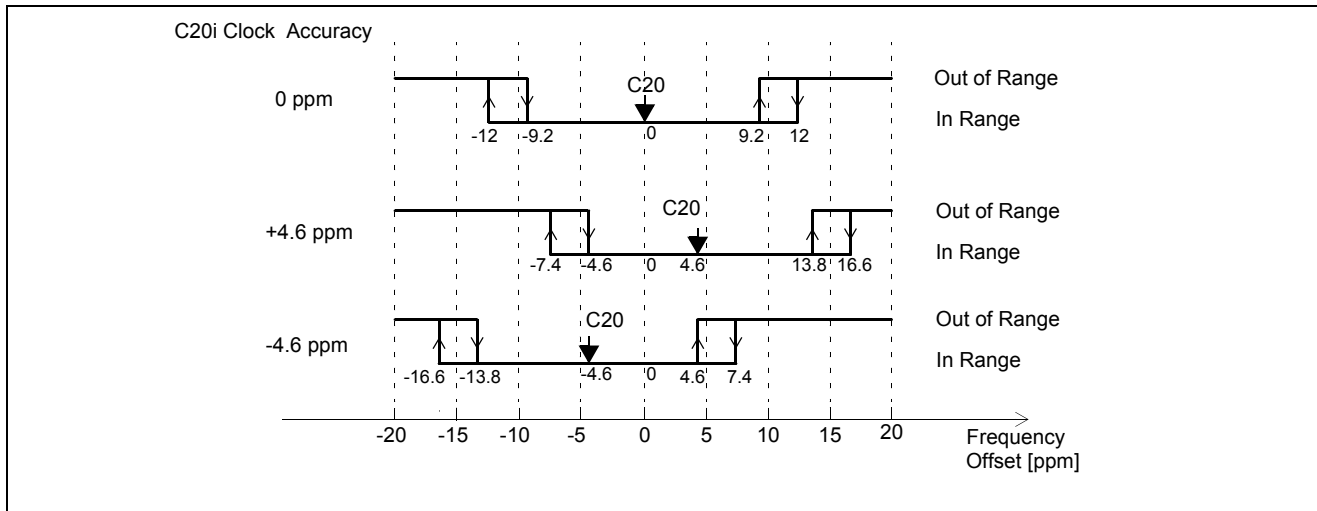 C20i Clock Accuracy
0 ppm
C20
Out of Range
In Range
-12 -9.2 0 9.2 12
+4.6 ppm
C20
Out of Range
In Range
-7.4 -4.6 0 4.6 13.8 16.6
-4.6 ppm
C20
Out of Range
In Range
-16.6 -13.8 -4.6 0 4.6 7.4
-20 -15 -10 -5 0 5 10 15 20
Frequency
Offset [ppm]